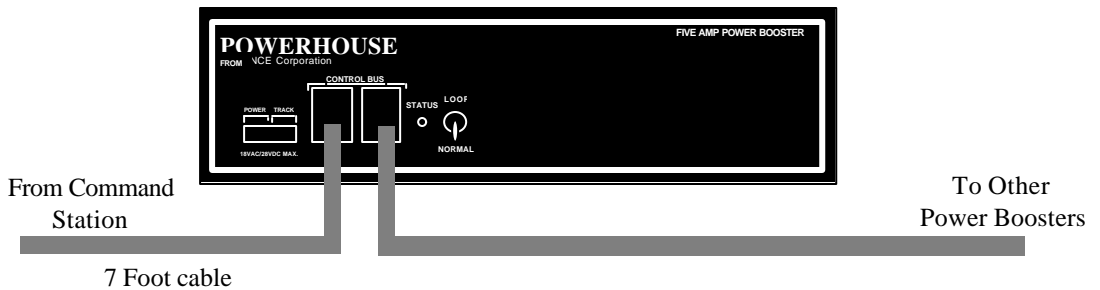 FIVE AMP POWER BOOSTER
POWERHOUSE
FROM NCE Corporation
CONTROL BUS
POWER TRACK
STATUS
LOOP
NORMAL
18VAC/28VDC MAX.
From Command
Station
To Other
Power Boosters
7 Foot cable